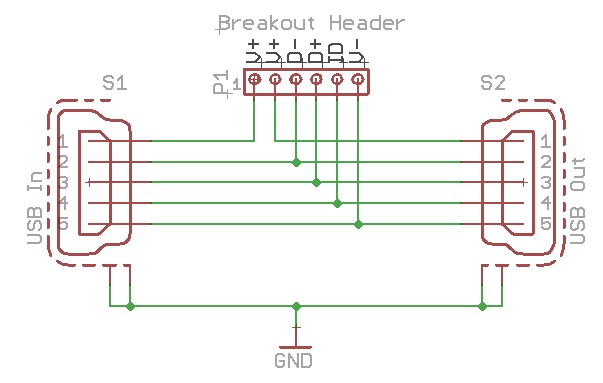 Breakout Header
V+ V+ D- D+ ID V-
P1 1
S1 S2
1 1
2 2
3 3
4 4
5 5
USB In USB Out
GND